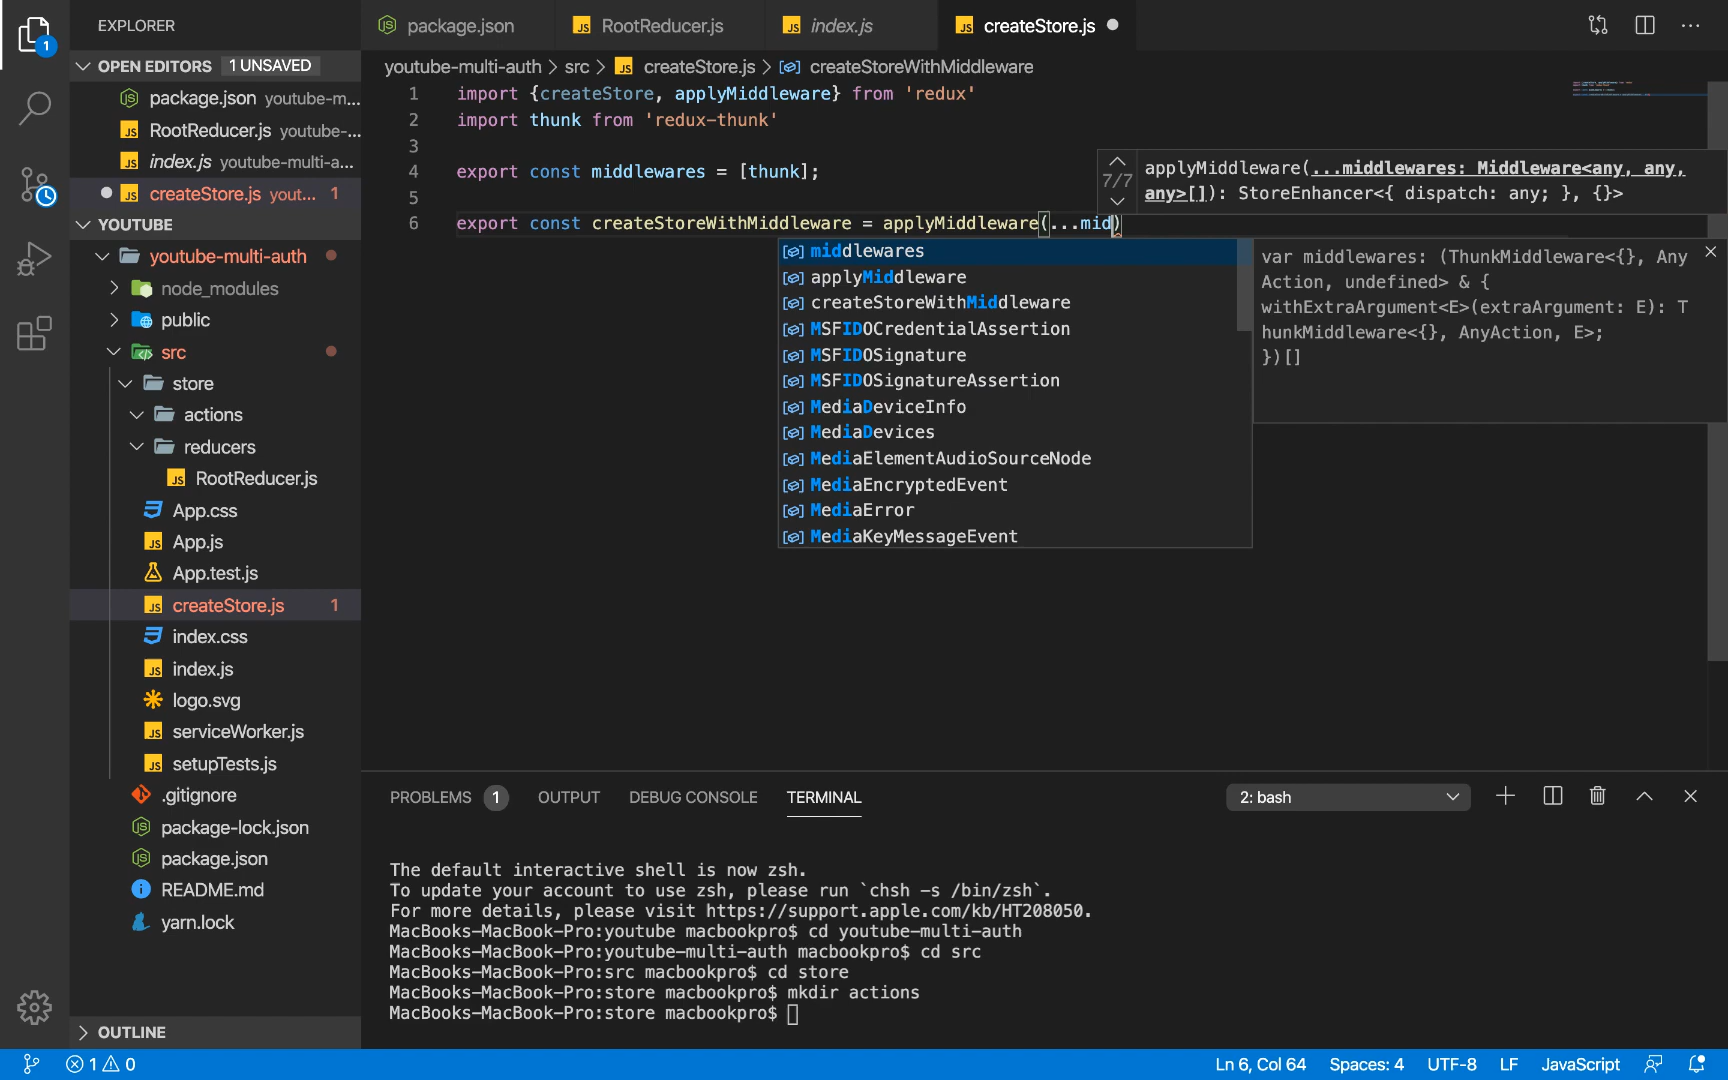 EXPLORER
OPEN EDITORS 1 UNSAVED
package.json youtube-m...
RootReducer.js youtube-...
index.js youtube-multi-a...
createStore.js yout... 1
YOUTUBE
youtube-multi-auth
node_modules
public
src
store
actions
reducers
RootReducer.js
App.css
App.js
App.test.js
createStore.js 1
index.css
index.js
logo.svg
serviceWorker.js
setupTests.js
.gitignore
package-lock.json
package.json
README.md
yarn.lock
OUTLINE
package.json RootReducer.js index.js createStore.js
youtube-multi-auth > src > createStore.js > createStoreWithMiddleware
1 import {createStore, applyMiddleware} from 'redux'
2 import thunk from 'redux-thunk'
3
4 export const middlewares = [thunk];
5
6 export const createStoreWithMiddleware = applyMiddleware(...mid)
7/7
applyMiddleware(...middlewares: Middleware<any, any,
any>[]): StoreEnhancer<{ dispatch: any; }, {}>
middlewares
applyMiddleware
createStoreWithMiddleware
MSFIDOCredentialAssertion
MSFIDOSignature
MSFIDOSignatureAssertion
MediaDeviceInfo
MediaDevices
MediaElementAudioSourceNode
MediaEncryptedEvent
MediaError
MediaKeyMessageEvent
var middlewares: (ThunkMiddleware<{}, Any
Action, undefined> & {
withExtraArgument<E>(extraArgument: E): T
hunkMiddleware<{}, AnyAction, E>;
})[]
PROBLEMS 1 OUTPUT DEBUG CONSOLE TERMINAL 2: bash
The default interactive shell is now zsh.
To update your account to use zsh, please run `chsh -s /bin/zsh`.
For more details, please visit https://support.apple.com/kb/HT208050.
MacBooks-MacBook-Pro:youtube macbookpro$ cd youtube-multi-auth
MacBooks-MacBook-Pro:youtube-multi-auth macbookpro$ cd src
MacBooks-MacBook-Pro:src macbookpro$ cd store
MacBooks-MacBook-Pro:store macbookpro$ mkdir actions
MacBooks-MacBook-Pro:store macbookpro$
1 0 Ln 6, Col 64 Spaces: 4 UTF-8 LF JavaScript
1